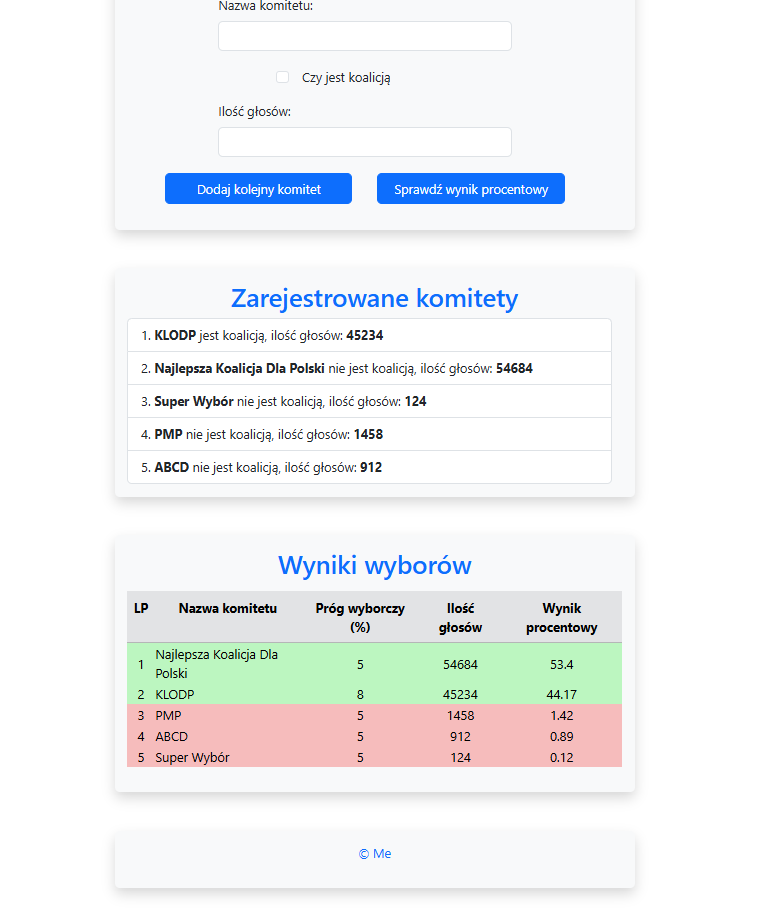 Nazwa komitetu:
Czy jest koalicją
Ilość głosów:
Dodaj kolejny komitet Sprawdź wynik procentowy
Zarejestrowane komitety
1. KLODP jest koalicją, ilość głosów: 45234
2. Najlepsza Koalicja Dla Polski nie jest koalicją, ilość głosów: 54684
3. Super Wybór nie jest koalicją, ilość głosów: 124
4. PMP nie jest koalicją, ilość głosów: 1458
5. ABCD nie jest koalicją, ilość głosów: 912
Wyniki wyborów
LP Nazwa komitetu Próg wyborczy (%) Ilość głosów Wynik procentowy
1 Najlepsza Koalicja Dla Polski 5 54684 53.4
2 KLODP 8 45234 44.17
3 PMP 5 1458 1.42
4 ABCD 5 912 0.89
5 Super Wybór 5 124 0.12
© Me